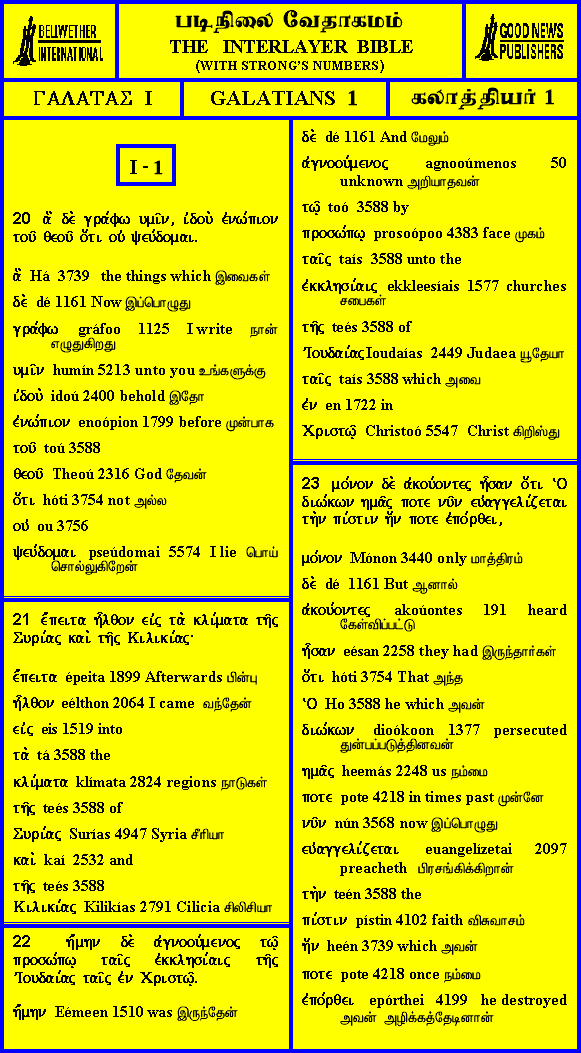 BELLWETHER
INTERNATIONAL
படிநிலை வேதாகமம்
THE INTERLAYER BIBLE
(WITH STRONG'S NUMBERS)
GOOD NEWS
PUBLISHERS
ΓΑΛΑΤΑΣ Ι
GALATIANS 1
கலாத்தியர் 1
I - 1
20 ἃ δὲ γράφω υμῖν, ἰδοὺ ἐνώπιον
τοῦ θεοῦ ὅτι οὐ ψεύδομαι.
ἃ Há 3739 the things which இவைகள்
δὲ dé 1161 Now இப்பொழுது
γράφω gráfoo 1125 I write நான்
எழுதுகிறது
υμῖν humín 5213 unto you உங்களுக்கு
ἰδοὺ idoú 2400 behold இதோ
ἐνώπιον enoópion 1799 before முன்பாக
τοῦ toú 3588
θεοῦ Theoú 2316 God தேவன்
ὅτι hóti 3754 not அல்ல
οὐ ou 3756
ψεύδομαι pseúdomai 5574 I lie பொய்
சொல்லுகிறேன்
21 ἔπειτα ἦλθον εἰς τὰ κλίματα τῆς
Συρίας καὶ τῆς Κιλικίας·
ἔπειτα épeita 1899 Afterwards பின்பு
ἦλθον eélthon 2064 I came வந்தேன்
εἰς eis 1519 into
τὰ tá 3588 the
κλίματα klímata 2824 regions நாடுகள்
τῆς teés 3588 of
Συρίας Surías 4947 Syria சீரியா
καὶ kaí 2532 and
τῆς teés 3588
Κιλικίας Kilikías 2791 Cilicia சிலிசியா
22 ήμην δὲ ἀγνοούμενος τῷ
προσώπῳ ταῖς ἐκκλησίαις τῆς
Ἰουδαίας ταῖς ἐν Χριστῷ.
ήμην Eémeen 1510 was இருந்தேன்
δὲ dé 1161 And மேலும்
ἀγνοούμενος agnooúmenos 50
unknown அறியாதவன்
τῷ toó 3588 by
προσώπῳ prosoópoo 4383 face முகம்
ταῖς taís 3588 unto the
ἐκκλησίαις ekkleesíais 1577 churches
சபைகள்
τῆς teés 3588 of
Ἰουδαίας Ioudaías 2449 Judaea யூதேயா
ταῖς taís 3588 which அவை
ἐν en 1722 in
Χριστῷ Christoó 5547 Christ கிறிஸ்து
23 μόνον δὲ ἀκούοντες ἦσαν ὅτι Ὁ
διώκων ημᾶς ποτε νῦν εὐαγγελίζεται
τὴν πίστιν ἥν ποτε ἐπόρθει,
μόνον Mónon 3440 only மாத்திரம்
δὲ dé 1161 But ஆனால்
ἀκούοντες akoúontes 191 heard
கேள்விப்பட்டு
ἦσαν eésan 2258 they had இருந்தார்கள்
ὅτι hóti 3754 That அந்த
Ὁ Ho 3588 he which அவன்
διώκων dioókoon 1377 persecuted
துன்பப்படுத்தினவன்
ημᾶς heemás 2248 us நம்மை
ποτε pote 4218 in times past முன்னே
νῦν nún 3568 now இப்பொழுது
εὐαγγελίζεται euangelízetai 2097
preacheth பிரசங்கிக்கிறான்
τὴν teén 3588 the
πίστιν pístin 4102 faith விசுவாசம்
ἥν heén 3739 which அவன்
ποτε pote 4218 once நம்மை
ἐπόρθει epórthei 4199 he destroyed
அவன் அழிக்கத்தேடினான்